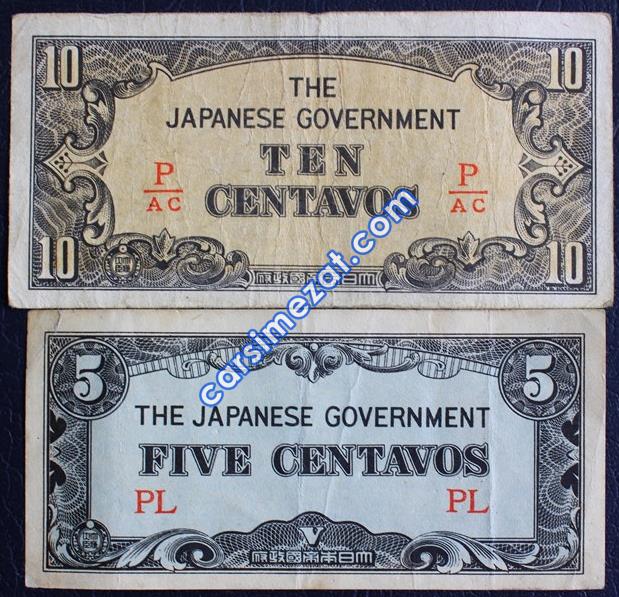 10 10
THE
JAPANESE GOVERNMENT
TEN
CENTAVOS
P/AC P/AC
10 10
府政國帝本日大
carsimezat.com
5 5
THE JAPANESE GOVERNMENT
FIVE CENTAVOS
PL PL
V
府政國帝本日大